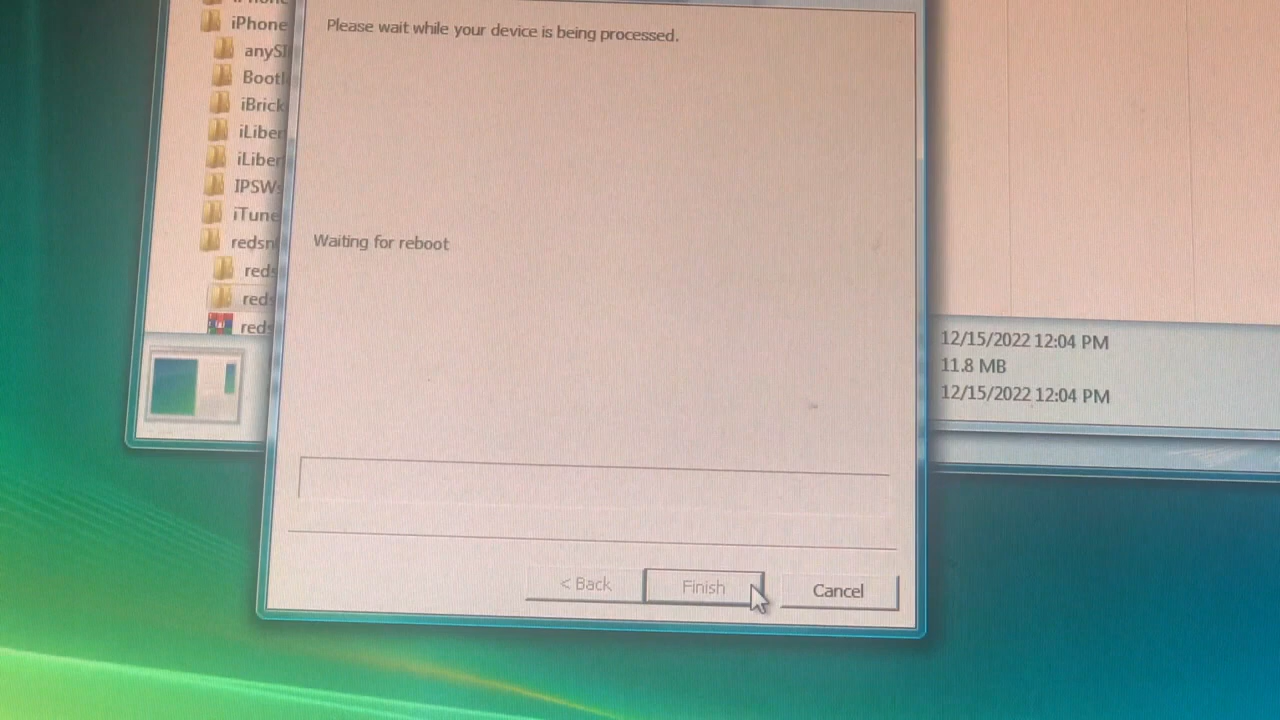 iPhone
Please wait while your device is being processed.
anySI
Bootl
iBrick
iLiber
iLiber
IPSWs
iTune
redsn
Waiting for reboot
reds
reds
reds
12/15/2022 12:04 PM
11.8 MB
12/15/2022 12:04 PM
< Back
Finish
Cancel